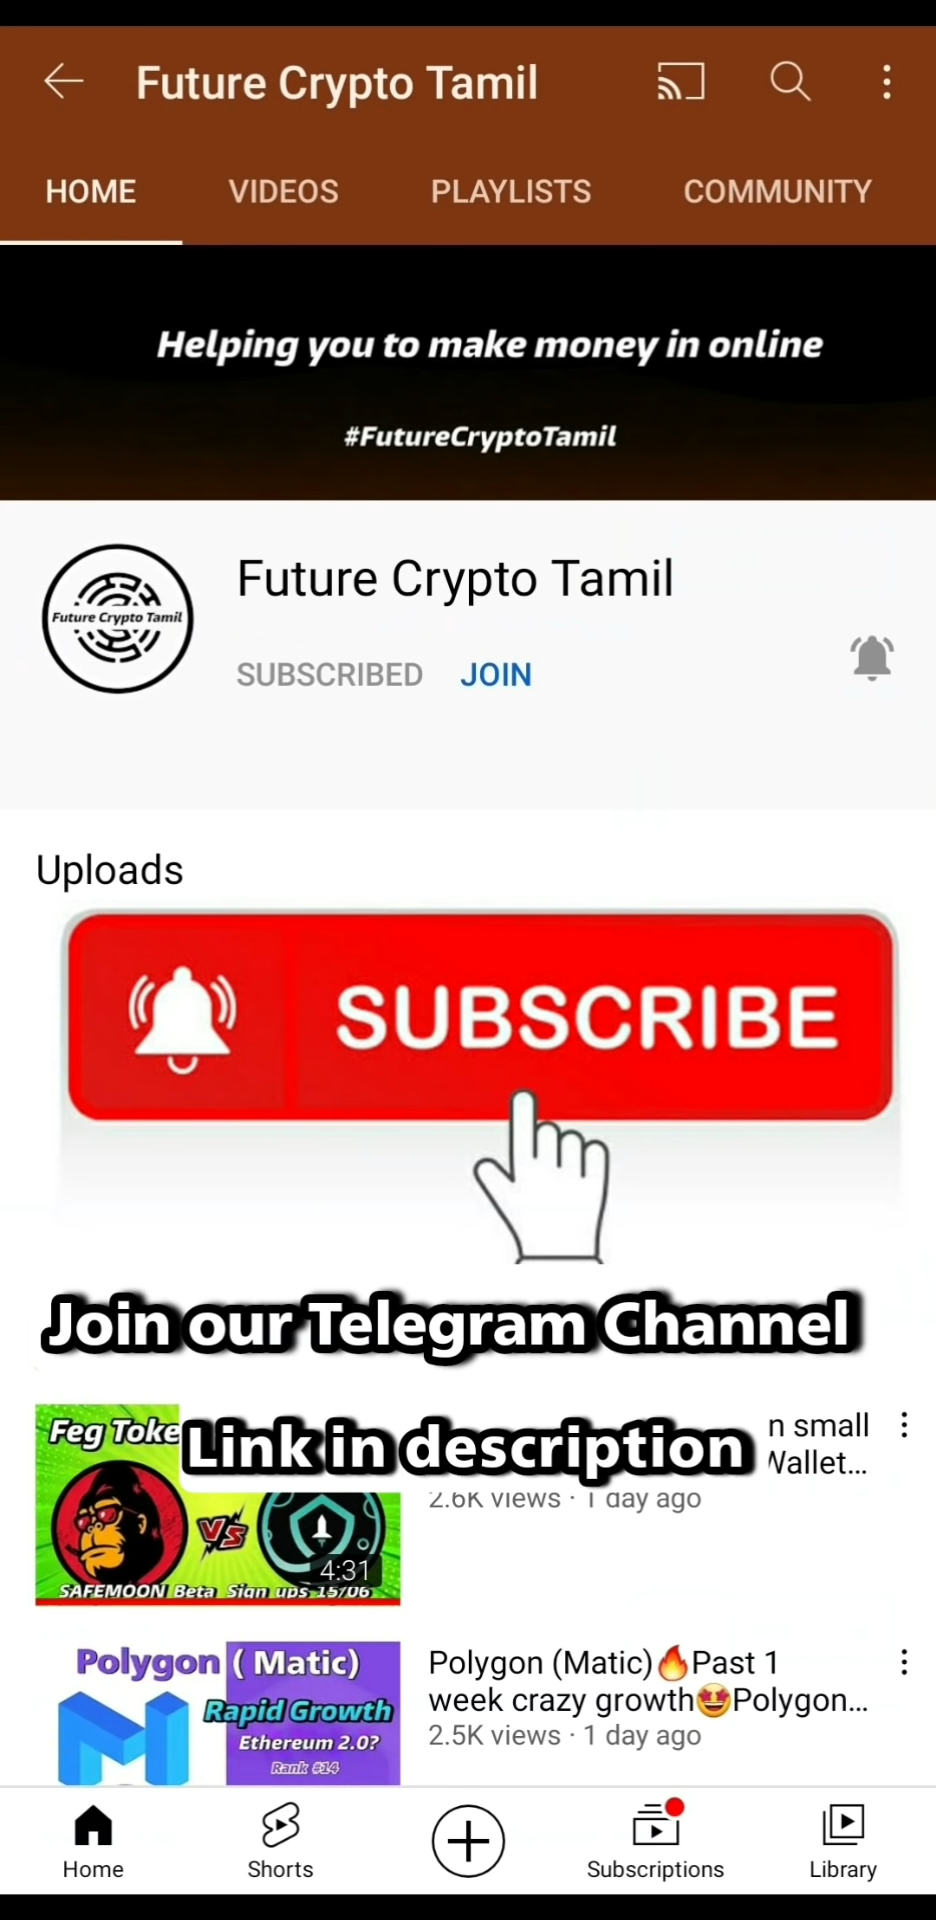 Future Crypto Tamil
HOME VIDEOS PLAYLISTS COMMUNITY
Helping you to make money in online
#FutureCryptoTamil
Future Crypto Tamil
Future Crypto Tamil
SUBSCRIBED JOIN
Uploads
SUBSCRIBE
Join our Telegram Channel
Link in description
Feg Toke
VS
4:31
SAFEMOON Beta Sign ups 15/06
n small
Wallet...
2.6K views · 1 day ago
Polygon ( Matic)
Rapid Growth
Ethereum 2.0?
Rank #14
Polygon (Matic)🔥Past 1
week crazy growth🤩Polygon...
2.5K views · 1 day ago
Home Shorts Subscriptions Library